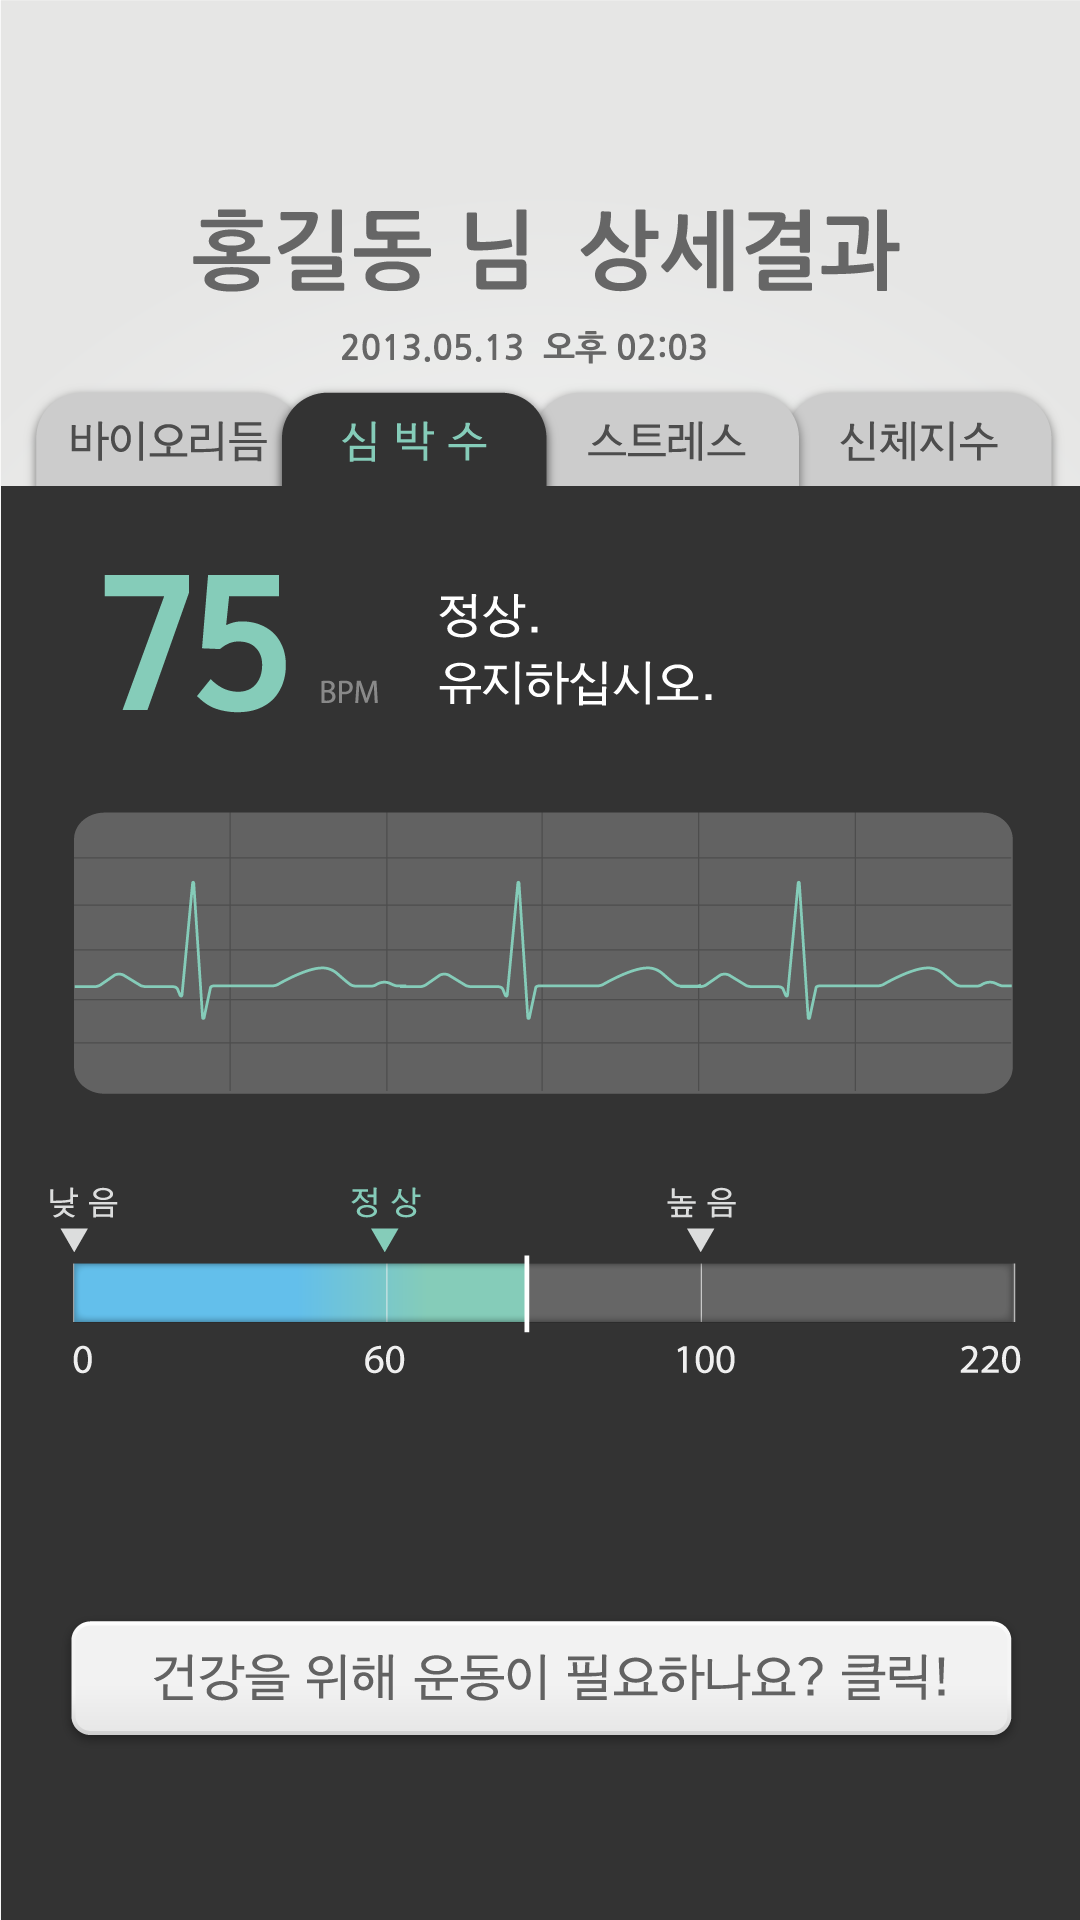 홍길동 님 상세결과
2013.05.13 오후 02:03
바이오리듬 심 박 수 스트레스 신체지수
75 BPM
정상.
유지하십시오.
낮 음 정 상 높 음
0 60 100 220
건강을 위해 운동이 필요하나요? 클릭!